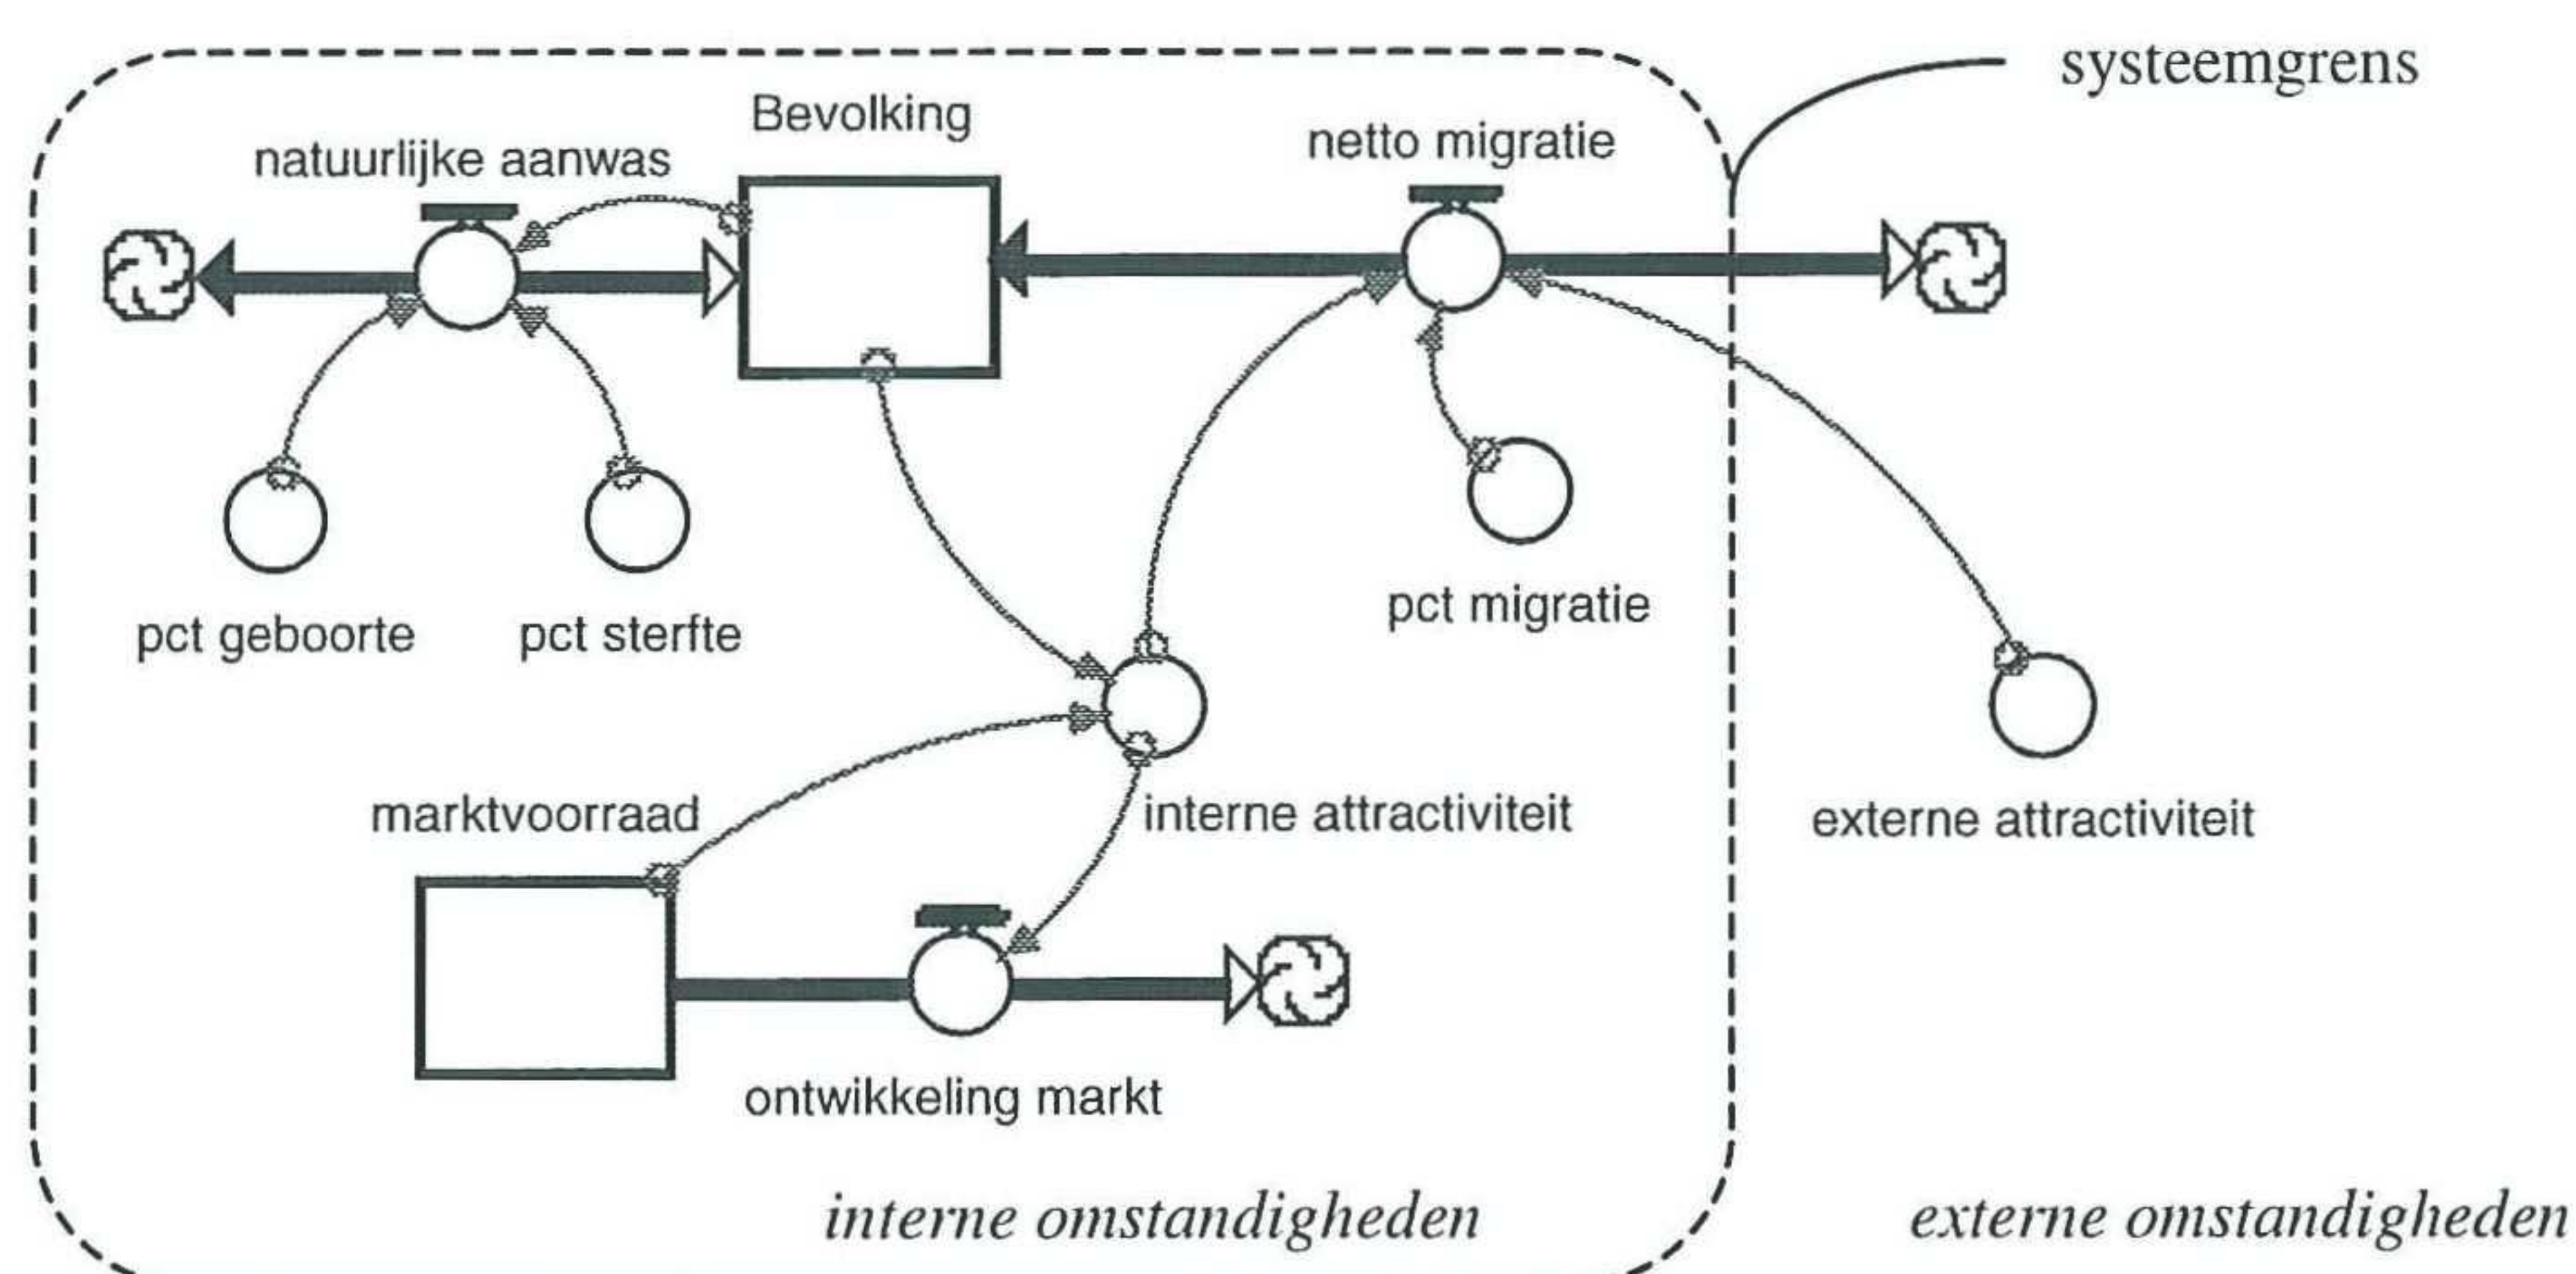 systeemgrens
Bevolking
natuurlijke aanwas
netto migratie
pct geboorte
pct sterfte
pct migratie
marktvoorraad
interne attractiviteit
externe attractiviteit
ontwikkeling markt
interne omstandigheden
externe omstandigheden